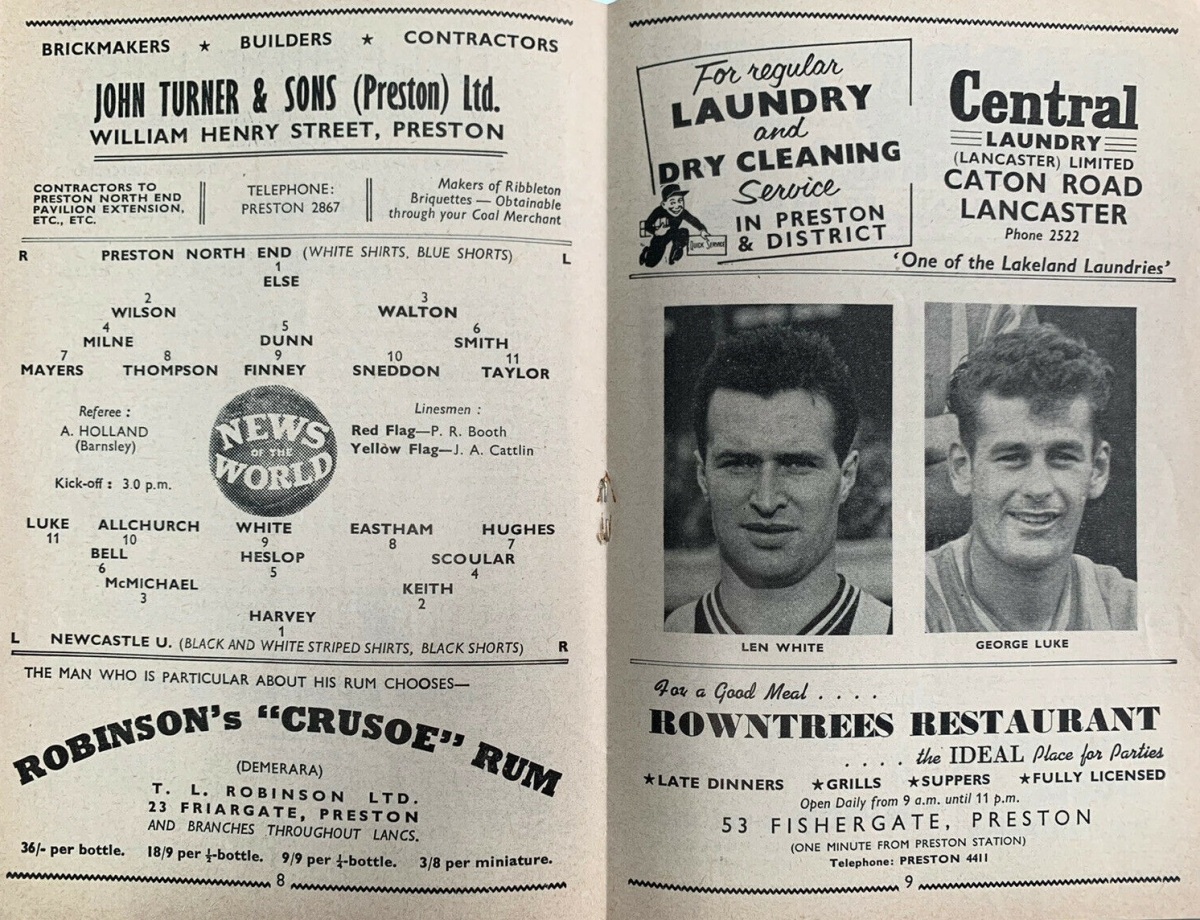 BRICKMAKERS ★ BUILDERS ★ CONTRACTORS
JOHN TURNER & SONS (Preston) Ltd.
WILLIAM HENRY STREET, PRESTON
CONTRACTORS TO
PRESTON NORTH END
PAVILION EXTENSION,
ETC., ETC.
TELEPHONE:
PRESTON 2867
Makers of Ribbleton
Briquettes — Obtainable
through your Coal Merchant
R PRESTON NORTH END (WHITE SHIRTS, BLUE SHORTS) L
1
ELSE
2 3
WILSON WALTON
4 5 6
MILNE DUNN SMITH
7 8 9 10 11
MAYERS THOMPSON FINNEY SNEDDON TAYLOR
Referee :
A. HOLLAND
(Barnsley)
Kick-off : 3.0 p.m.
NEWS
OF THE
WORLD
Linesmen :
Red Flag—P. R. Booth
Yellow Flag—J. A. Cattlin
LUKE ALLCHURCH WHITE EASTHAM HUGHES
11 10 9 8 7
BELL HESLOP SCOULAR
6 5 4
McMICHAEL KEITH
3 2
HARVEY
1
L NEWCASTLE U. (BLACK AND WHITE STRIPED SHIRTS, BLACK SHORTS) R
THE MAN WHO IS PARTICULAR ABOUT HIS RUM CHOOSES—
ROBINSON's "CRUSOE" RUM
(DEMERARA)
T. L. ROBINSON LTD.
23 FRIARGATE, PRESTON
AND BRANCHES THROUGHOUT LANCS.
36/- per bottle. 18/9 per ½-bottle. 9/9 per ¼-bottle. 3/8 per miniature.
8
For regular
LAUNDRY
and
DRY CLEANING
Service
IN PRESTON
& DISTRICT
QUICK SERVICE
Central
LAUNDRY
(LANCASTER) LIMITED
CATON ROAD
LANCASTER
Phone 2522
'One of the Lakeland Laundries'
LEN WHITE
GEORGE LUKE
For a Good Meal . . . .
ROWNTREES RESTAURANT
. . . . the IDEAL Place for Parties
★LATE DINNERS ★GRILLS ★SUPPERS ★FULLY LICENSED
Open Daily from 9 a.m. until 11 p.m.
53 FISHERGATE, PRESTON
(ONE MINUTE FROM PRESTON STATION)
Telephone: PRESTON 4411
9